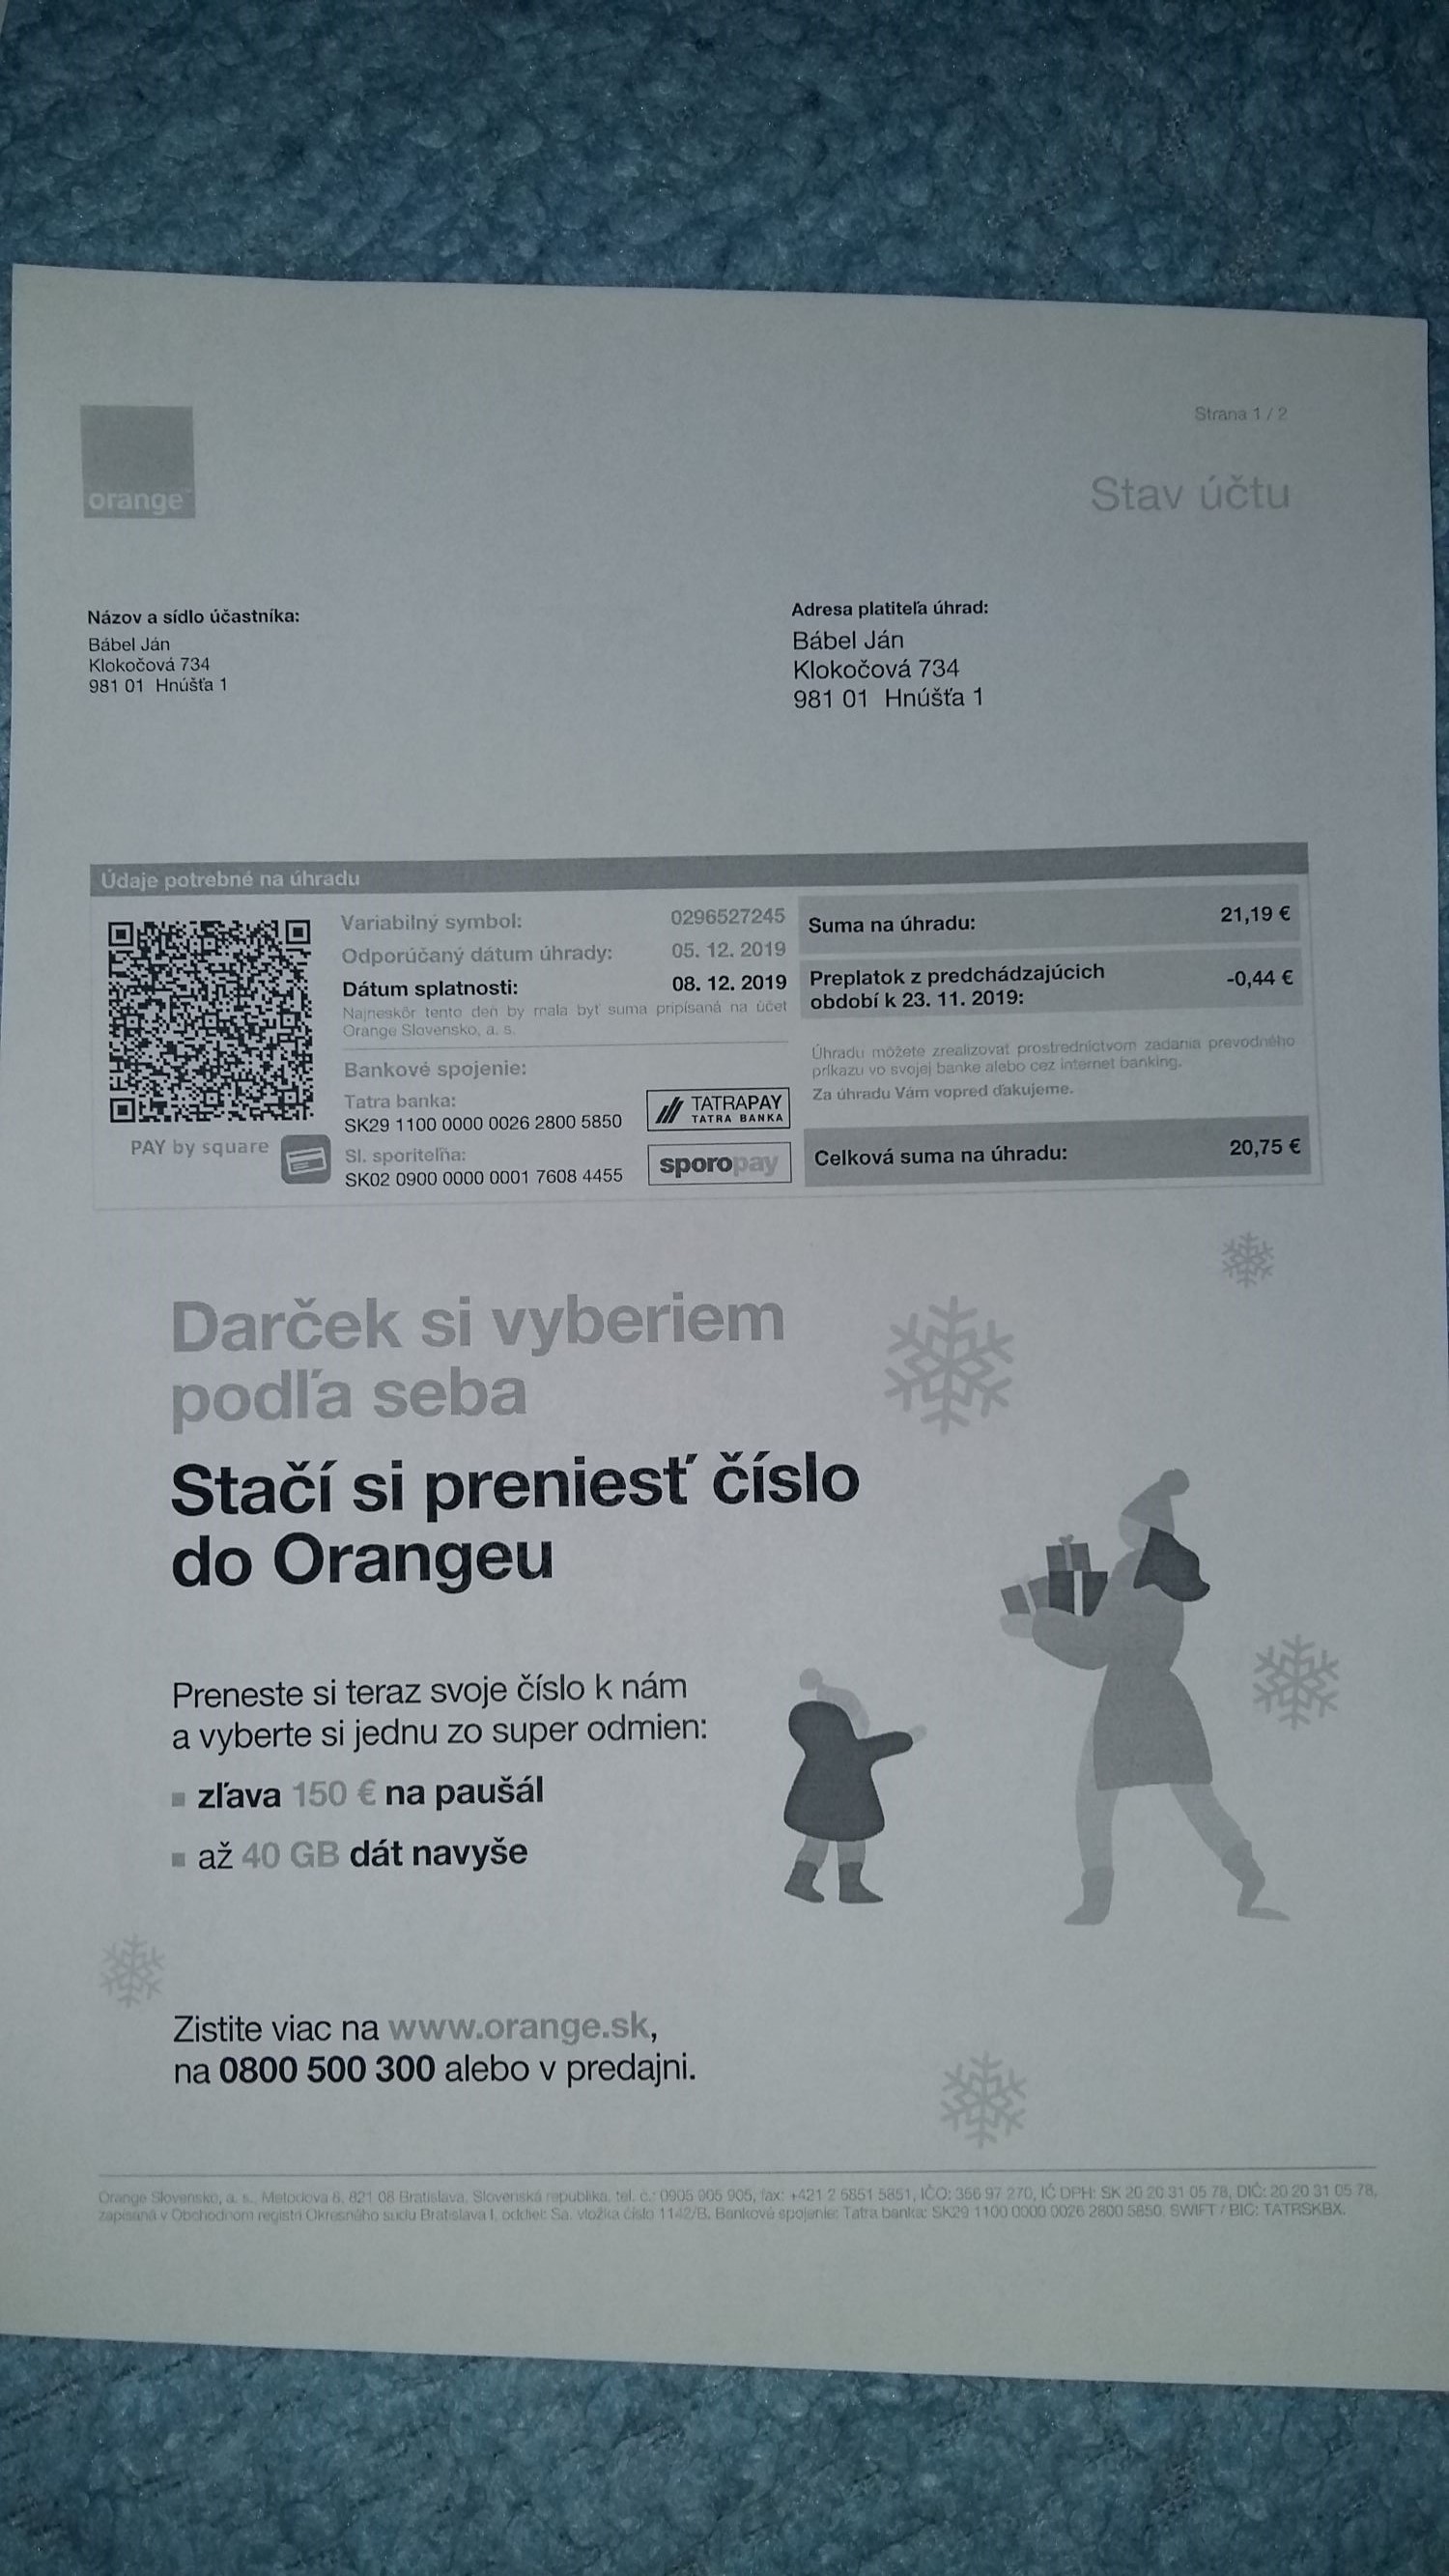 Strana 1 / 2
orange
Stav účtu
Názov a sídlo účastníka:
Bábel Ján
Klokočová 734
981 01 Hnúšťa 1
Adresa platiteľa úhrad:
Bábel Ján
Klokočová 734
981 01 Hnúšťa 1
Údaje potrebné na úhradu
Variabilný symbol: 0296527245
Odporúčaný dátum úhrady: 05. 12. 2019
Dátum splatnosti: 08. 12. 2019
Najneskôr tento deň by mala byť suma pripísaná na účet
Orange Slovensko, a. s.
Bankové spojenie:
Tatra banka:
SK29 1100 0000 0026 2800 5850
TATRAPAY
TATRA BANKA
Sl. sporiteľňa:
SK02 0900 0000 0001 7608 4455
sporopay
PAY by square
Suma na úhradu: 21,19 €
Preplatok z predchádzajúcich
období k 23. 11. 2019: -0,44 €
Úhradu môžete zrealizovať prostredníctvom zadania prevodného
príkazu vo svojej banke alebo cez internet banking.
Za úhradu Vám vopred ďakujeme.
Celková suma na úhradu: 20,75 €
Darček si vyberiem
podľa seba
Stačí si preniesť číslo
do Orangeu
Preneste si teraz svoje číslo k nám
a vyberte si jednu zo super odmien:
zľava 150 € na paušál
až 40 GB dát navyše
Zistite viac na www.orange.sk,
na 0800 500 300 alebo v predajni.
Orange Slovensko, a. s., Metodova 8, 821 08 Bratislava, Slovenská republika, tel. č.: 0905 905 905, fax: +421 2 5851 5851, IČO: 356 97 270, IČ DPH: SK 20 20 31 05 78, DIČ: 20 20 31 05 78,
zapísaná v Obchodnom registri Okresného súdu Bratislava I, oddiel: Sa, vložka číslo 1142/B, Bankové spojenie: Tatra banka: SK29 1100 0000 0026 2800 5850, SWIFT / BIC: TATRSKBX.